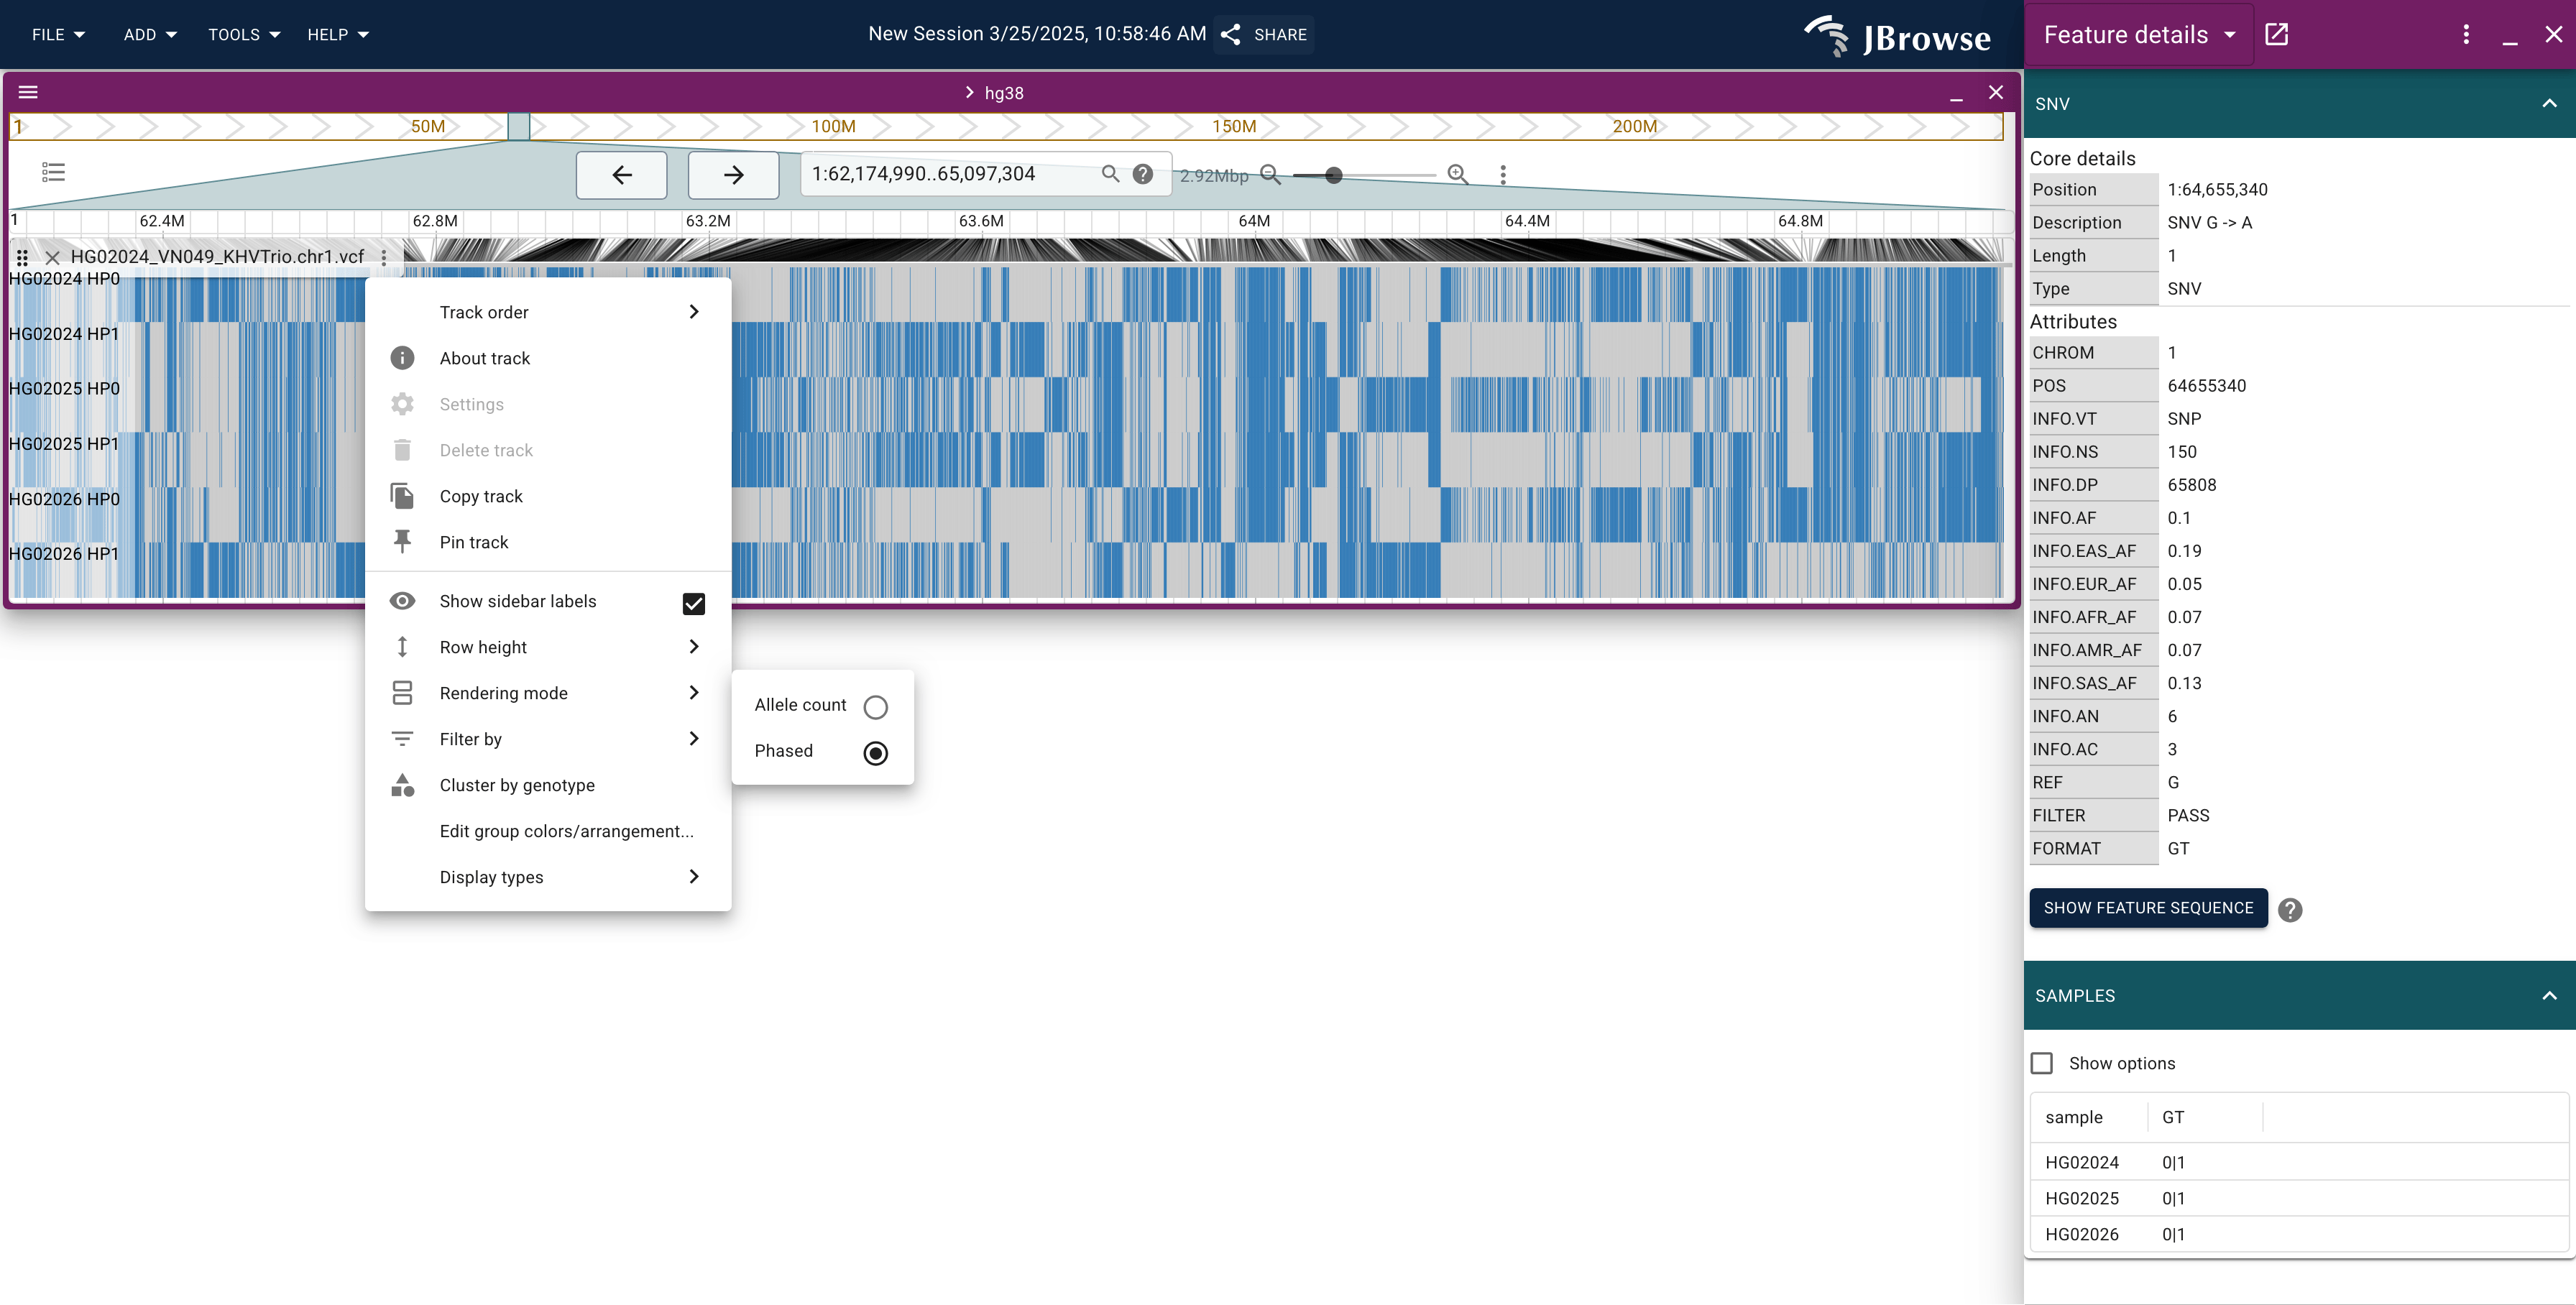 FILE ADD TOOLS HELP New Session 3/25/2025, 10:58:46 AM SHARE JBrowse
hg38
1 50M 100M 150M 200M
1:62,174,990..65,097,304 2.92Mbp
1 62.4M 62.8M 63.2M 63.6M 64M 64.4M 64.8M
HG02024_VN049_KHVTrio.chr1.vcf
HG02024 HP0
HG02024 HP1
HG02025 HP0
HG02025 HP1
HG02026 HP0
HG02026 HP1
Track order
About track
Settings
Delete track
Copy track
Pin track
Show sidebar labels
Row height
Rendering mode
Filter by
Cluster by genotype
Edit group colors/arrangement...
Display types
Allele count
Phased
Feature details
SNV
Core details
Position 1:64,655,340
Description SNV G -> A
Length 1
Type SNV
Attributes
CHROM 1
POS 64655340
INFO.VT SNP
INFO.NS 150
INFO.DP 65808
INFO.AF 0.1
INFO.EAS_AF 0.19
INFO.EUR_AF 0.05
INFO.AFR_AF 0.07
INFO.AMR_AF 0.07
INFO.SAS_AF 0.13
INFO.AN 6
INFO.AC 3
REF G
FILTER PASS
FORMAT GT
SHOW FEATURE SEQUENCE
SAMPLES
Show options
sample GT
HG02024 0|1
HG02025 0|1
HG02026 0|1